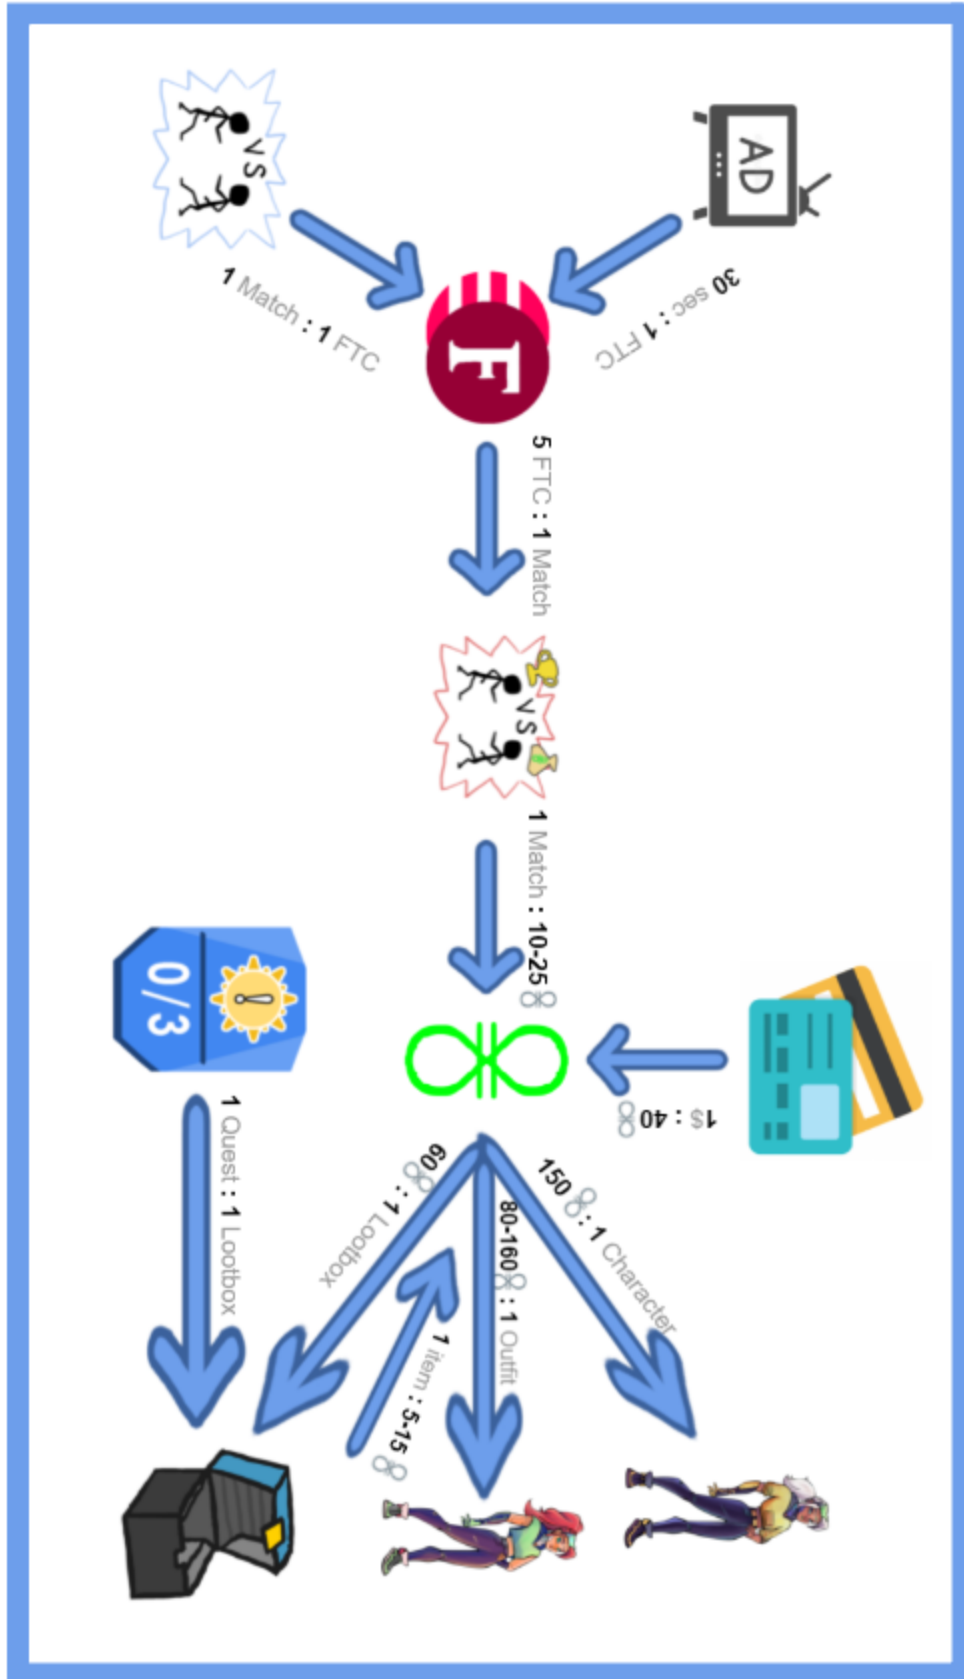 AD
30 sec : 1 FTC
1$ : 40
F
5 FTC : 1 Match
VS
1 Match : 10-25
150 : 1 Character
80-160 : 1 Outfit
60 : 1 Lootbox
1 item : 5-15
VS
1 Match : 1 FTC
!
0/3
1 Quest : 1 Lootbox